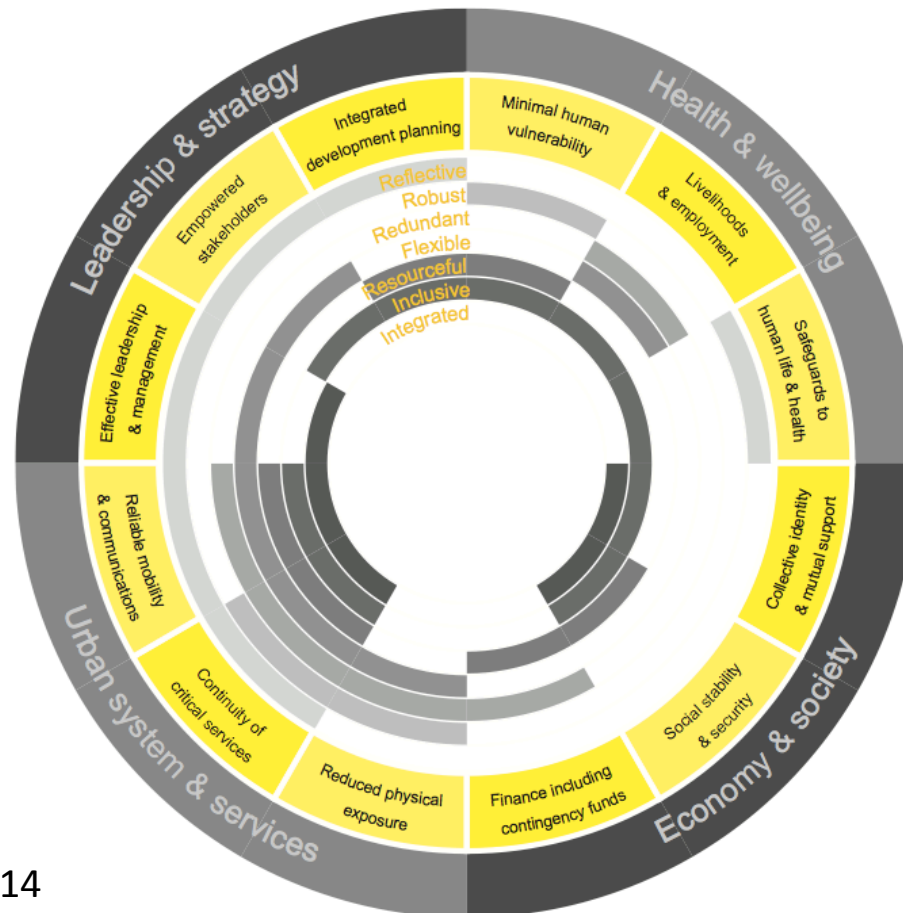 Leadership & strategy
Health & wellbeing
Economy & society
Urban system & services
Integrated
development planning
Minimal human
vulnerability
Livelihoods
& employment
Safeguards to
human life & health
Collective identity
& mutual support
Social stability
& security
Finance including
contingency funds
Reduced physical
exposure
Continuity of
critical services
Reliable mobility
& communications
Effective leadership
& management
Empowered
stakeholders
Reflective
Robust
Redundant
Flexible
Resourceful
Inclusive
Integrated
14